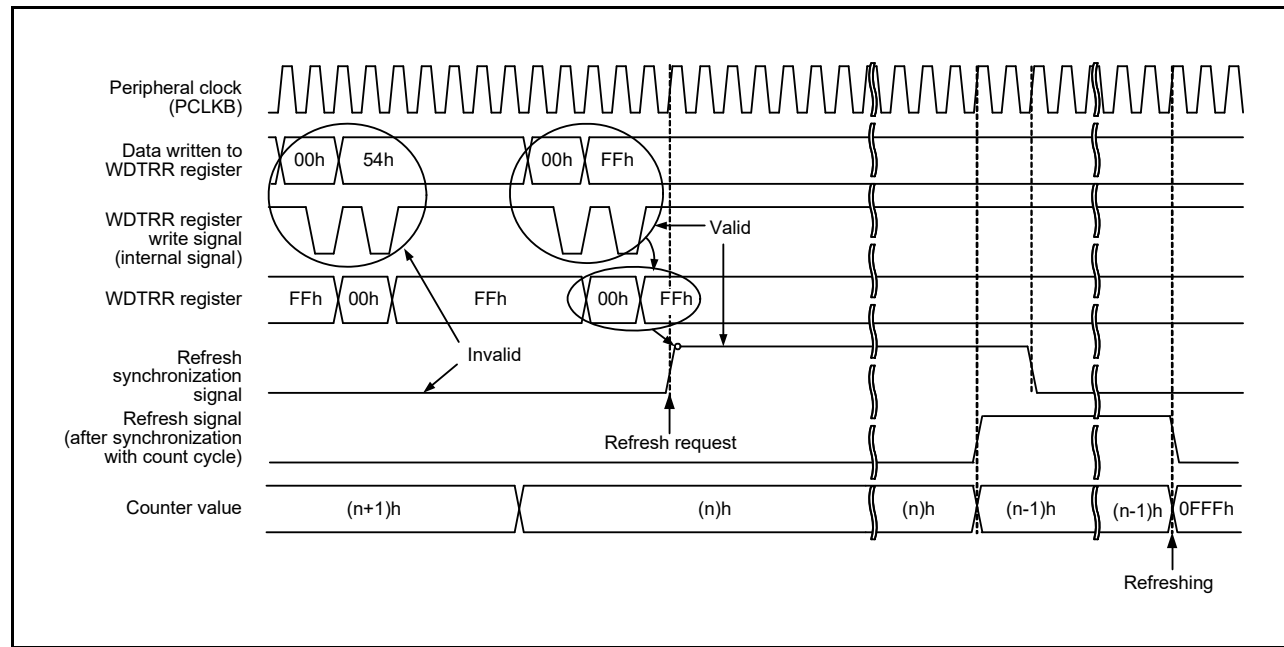 Peripheral clock
(PCLKB)
Data written to
WDTRR register
00h
54h
00h
FFh
WDTRR register
write signal
(internal signal)
Valid
WDTRR register
FFh
00h
FFh
00h
FFh
Invalid
Refresh
synchronization
signal
Refresh request
Refresh signal
(after synchronization
with count cycle)
Counter value
(n+1)h
(n)h
(n)h
(n-1)h
(n-1)h
0FFFh
Refreshing